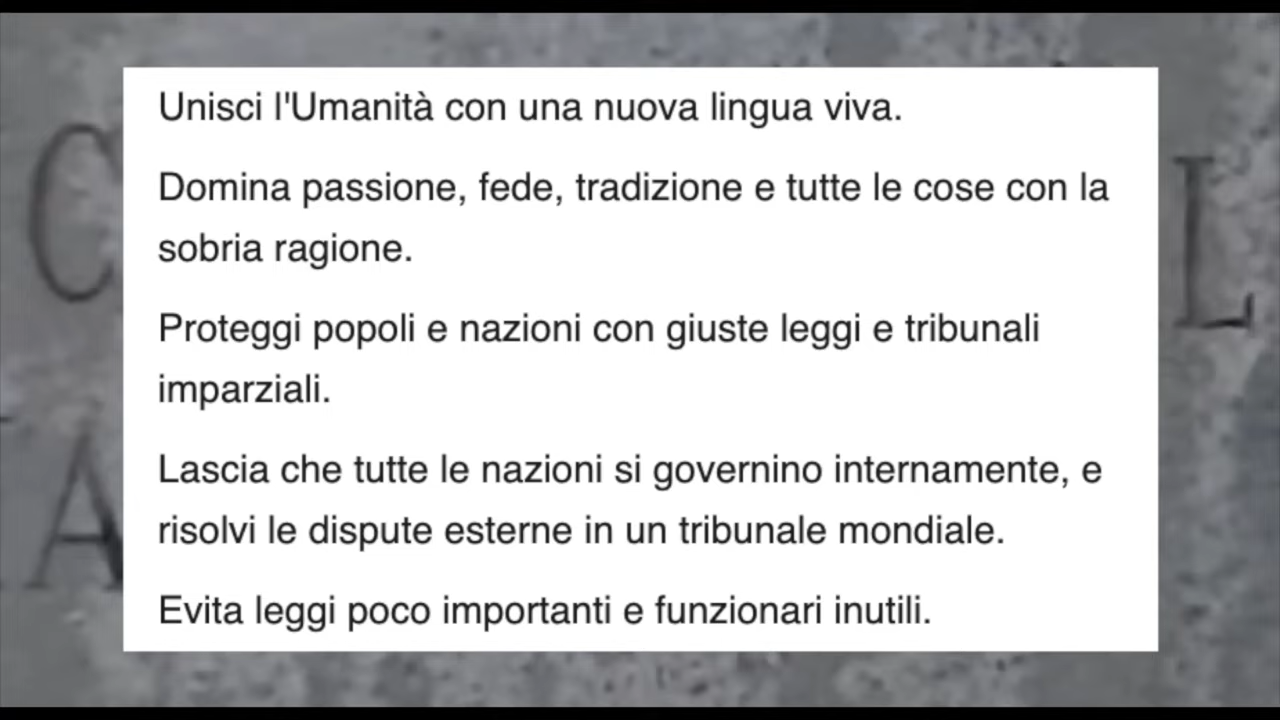 Unisci l'Umanità con una nuova lingua viva.
Domina passione, fede, tradizione e tutte le cose con la
sobria ragione.
Proteggi popoli e nazioni con giuste leggi e tribunali
imparziali.
Lascia che tutte le nazioni si governino internamente, e
risolvi le dispute esterne in un tribunale mondiale.
Evita leggi poco importanti e funzionari inutili.
C
L
A